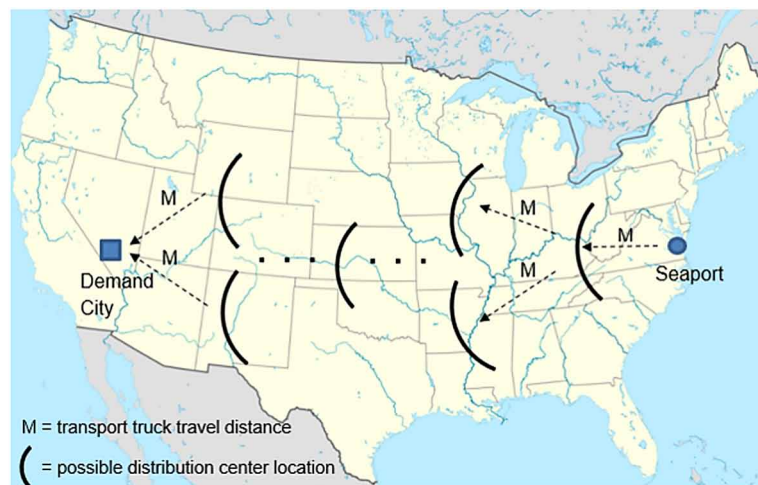 M
M
M
M
M
Demand
City
Seaport
M = transport truck travel distance
( = possible distribution center location